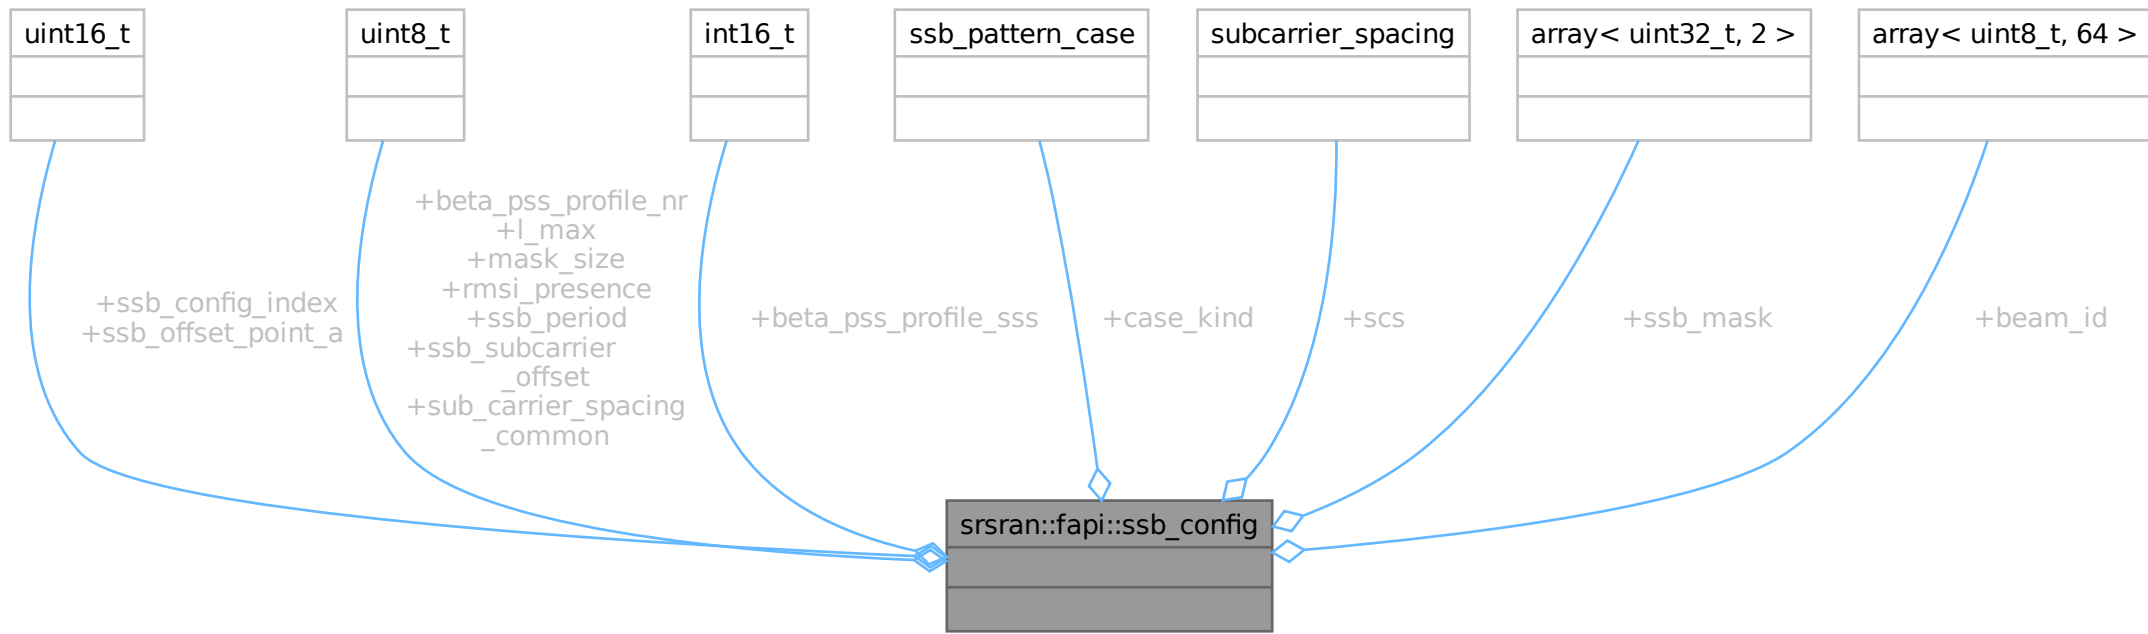 uint16_t
uint8_t
int16_t
ssb_pattern_case
subcarrier_spacing
array< uint32_t, 2 >
array< uint8_t, 64 >
+ssb_config_index
+ssb_offset_point_a
+beta_pss_profile_nr
+l_max
+mask_size
+rmsi_presence
+ssb_period
+ssb_subcarrier
_offset
+sub_carrier_spacing
_common
+beta_pss_profile_sss
+case_kind
+scs
+ssb_mask
+beam_id
srsran::fapi::ssb_config